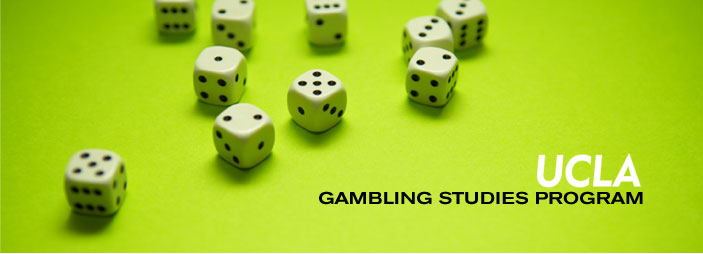 UCLA
GAMBLING STUDIES PROGRAM